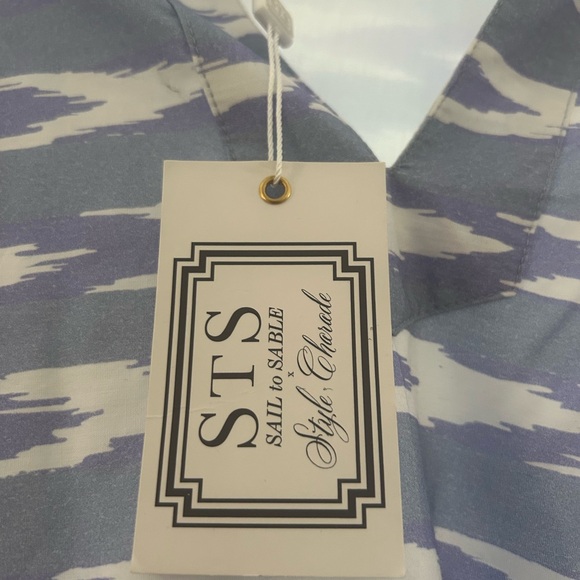 STS
SAIL to SABLE
x
Style Charade